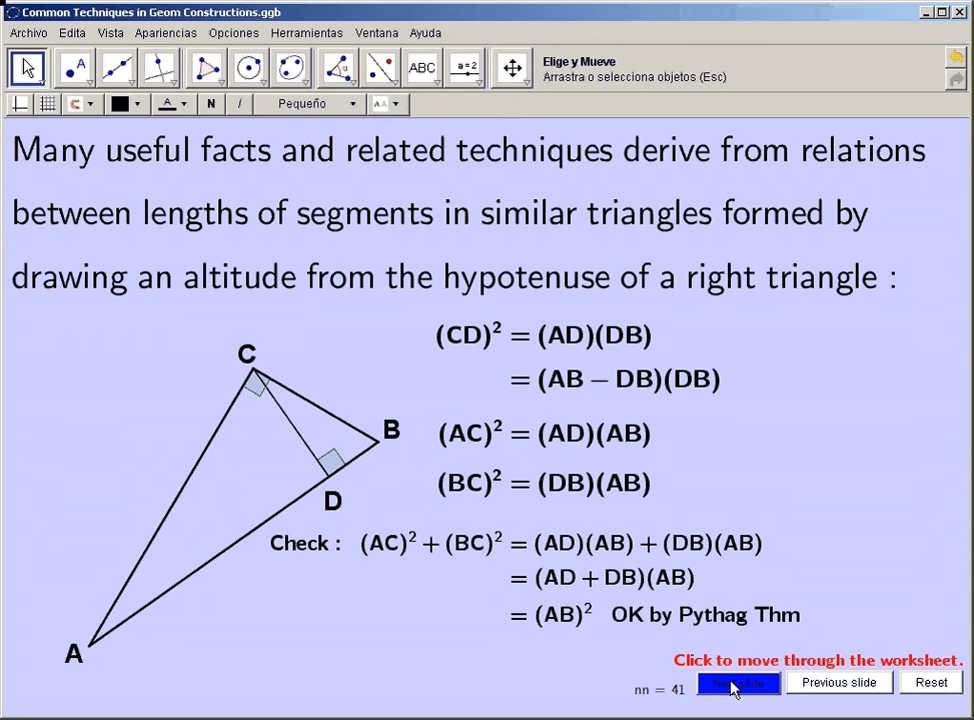 Common Techniques in Geom Constructions.ggb
Archivo Edita Vista Apariencias Opciones Herramientas Ventana Ayuda
A ABC a=2 Elige y Mueve
Arrastra o selecciona objetos (Esc)
A N I Pequeño AA
Many useful facts and related techniques derive from relations
between lengths of segments in similar triangles formed by
drawing an altitude from the hypotenuse of a right triangle :
(CD)² = (AD)(DB)
= (AB − DB)(DB)
(AC)² = (AD)(AB)
(BC)² = (DB)(AB)
C
B
D
A
Check : (AC)² + (BC)² = (AD)(AB) + (DB)(AB)
= (AD + DB)(AB)
= (AB)² OK by Pythag Thm
Click to move through the worksheet.
nn = 41 Previous slide Reset